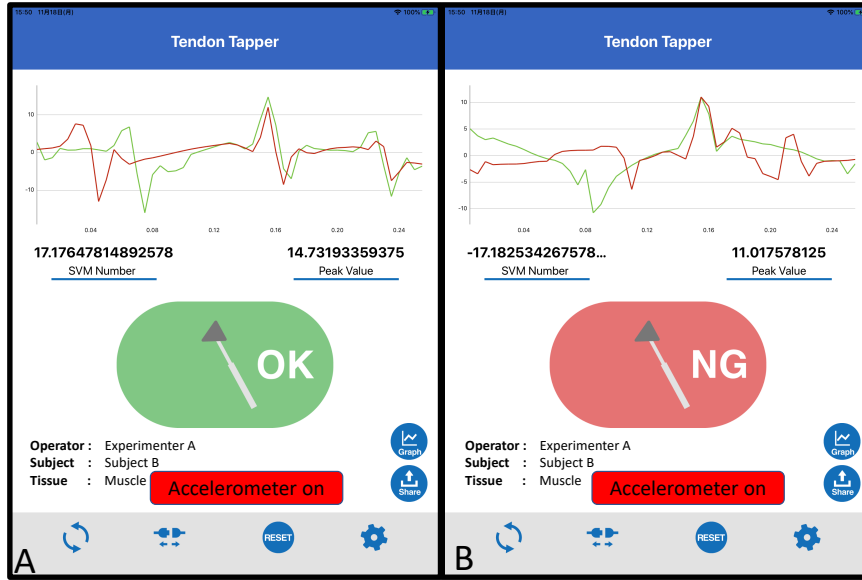 15:50 11月18日(月) 100%
Tendon Tapper
10
0
-10
0.04 0.08 0.12 0.16 0.20 0.24
17.17647814892578 14.73193359375
SVM Number Peak Value
OK
Operator : Experimenter A
Subject : Subject B
Tissue : Muscle
Accelerometer on
Graph
Share
RESET
A
15:50 11月18日(月) 100%
Tendon Tapper
10
5
0
-5
-10
0.04 0.08 0.12 0.16 0.20 0.24
-17.182534267578... 11.017578125
SVM Number Peak Value
NG
Operator : Experimenter A
Subject : Subject B
Tissue : Muscle
Accelerometer on
Graph
Share
RESET
B